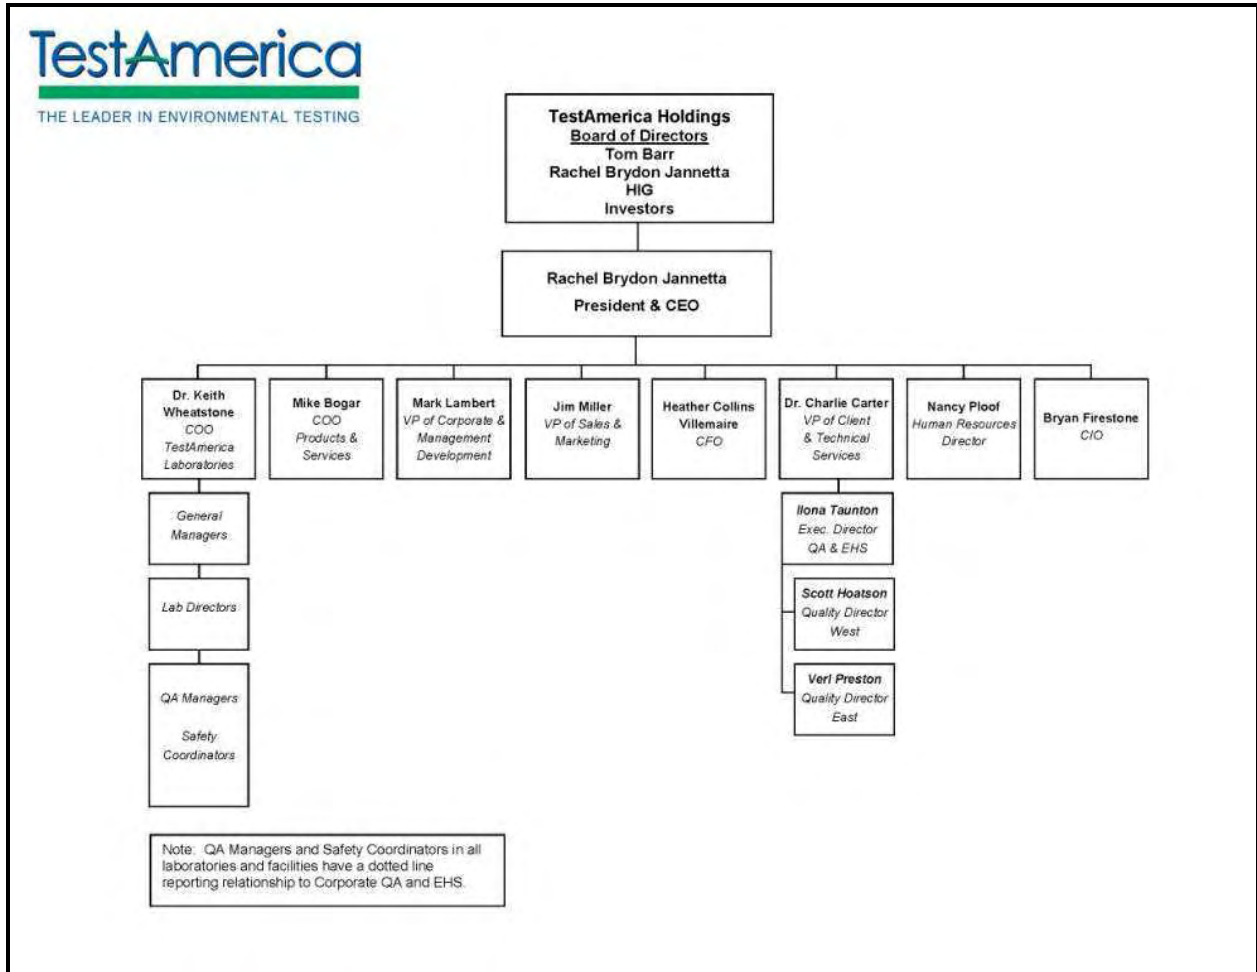 TestAmerica
THE LEADER IN ENVIRONMENTAL TESTING
TestAmerica Holdings
Board of Directors
Tom Barr
Rachel Brydon Jannetta
HIG
Investors
Rachel Brydon Jannetta
President & CEO
Dr. Keith
Wheatstone
COO
TestAmerica
Laboratories
Mike Bogar
COO
Products &
Services
Mark Lambert
VP of Corporate &
Management
Development
Jim Miller
VP of Sales &
Marketing
Heather Collins
Villemaire
CFO
Dr. Charlie Carter
VP of Client
& Technical
Services
Nancy Ploof
Human Resources
Director
Bryan Firestone
CIO
General
Managers
Lab Directors
QA Managers
Safety
Coordinators
Ilona Taunton
Exec. Director
QA & EHS
Scott Hoatson
Quality Director
West
Verl Preston
Quality Director
East
Note: QA Managers and Safety Coordinators in all
laboratories and facilities have a dotted line
reporting relationship to Corporate QA and EHS.